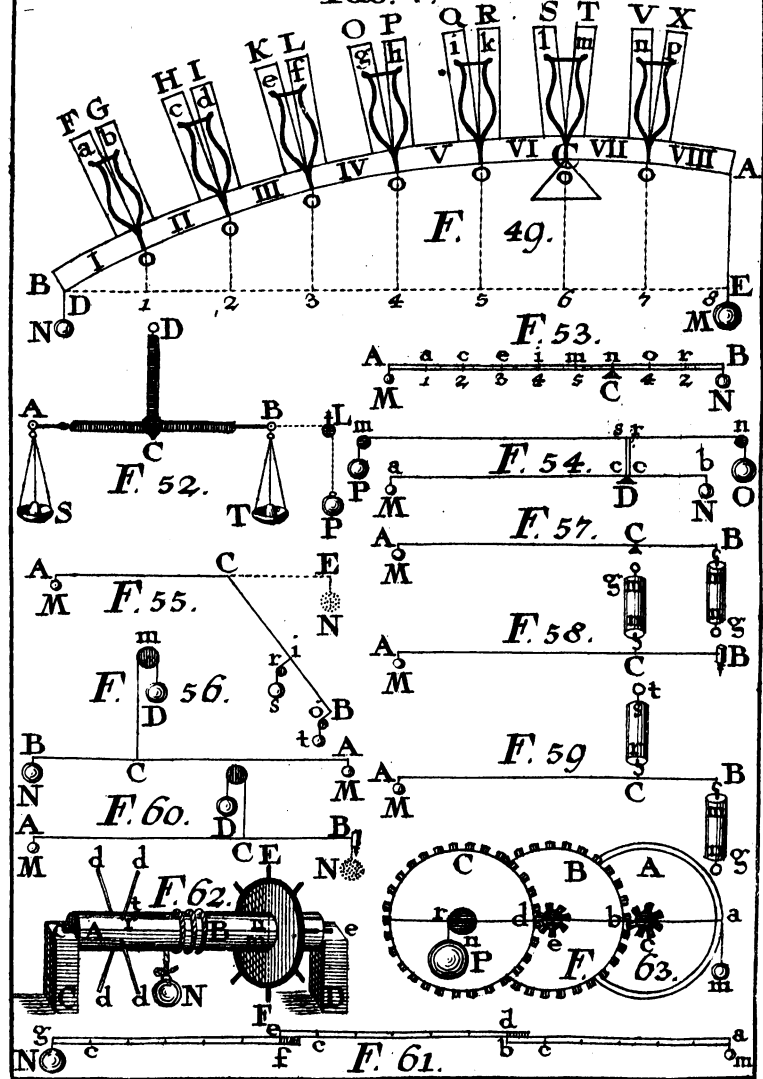 F G H I K L O P Q R S T V X
a b c d e f g h i k l m n p
I II III IV V VI C VII VIII A
O O O O O O O
F. 49.
B D 1 2 3 4 5 6 7 8 E
N M
F. 53.
A a c e i m n o r B
1 2 3 4 5 4 2
M C N
D
A B L
C
F. 52.
S T P
m s r n
F. 54.
P a c c b O
M D N
F. 57.
A C B
M g m n g
F. 55.
A C E
M N
r i
s o B
t
F. 58.
A B
M C
m
F. 56.
D
B C A
N M
t
s
r
F. 59
A C B
M m n g
F. 60.
D
A C B
M N
F. 62.
d d t E
c A r B n m e
C d d N F D
F. 63.
C B A
r n d e b c a
P m
F. 61.
g c e f c d b c a
N m